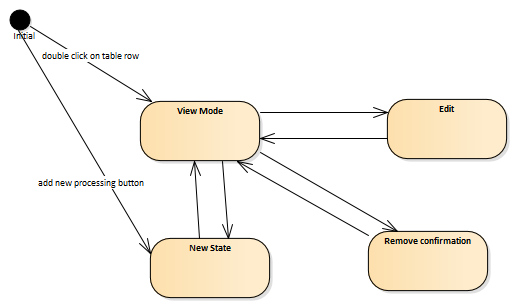 Initial
double click on table row
View Mode
Edit
add new processing button
New State
Remove confirmation